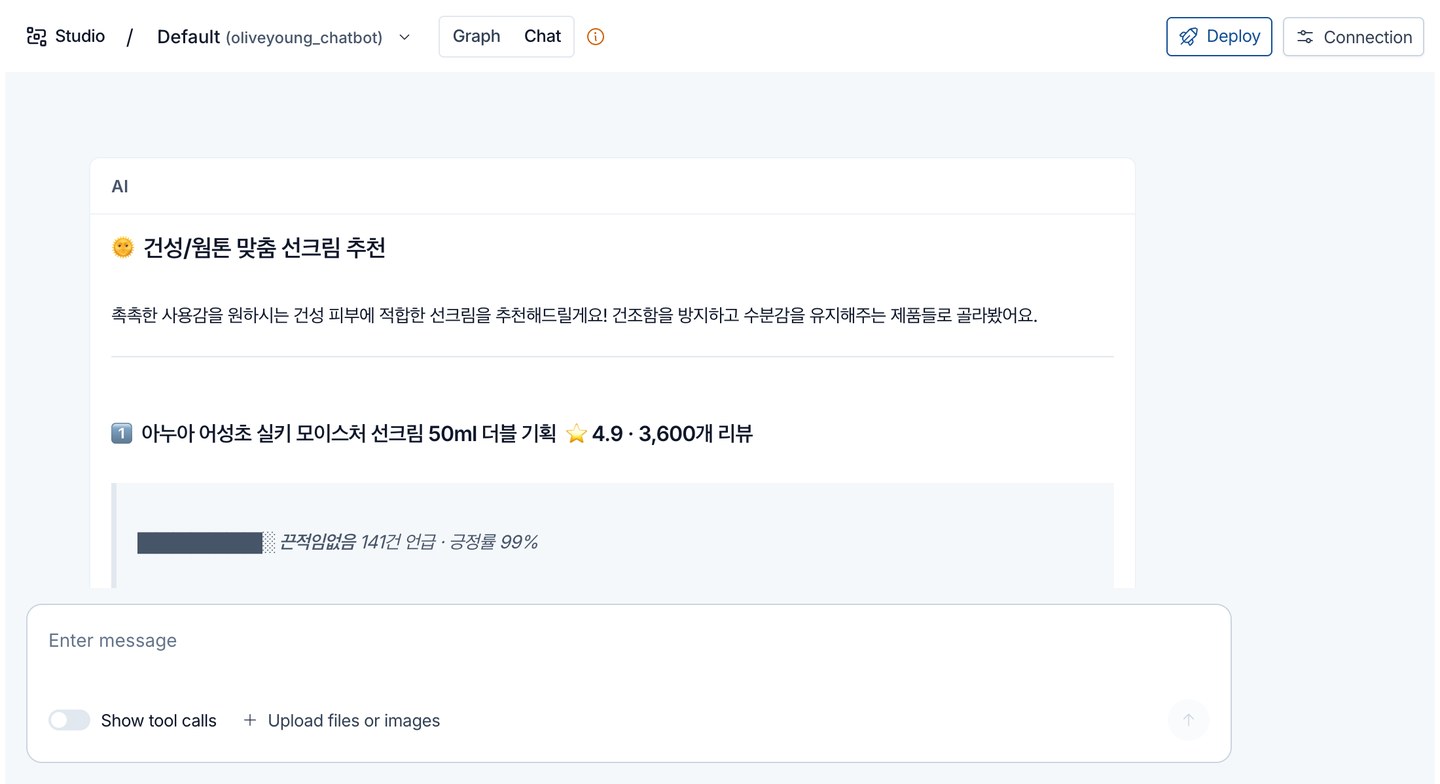 Studio / Default (oliveyoung_chatbot) Graph Chat Deploy Connection
AI
🌞 건성/웜톤 맞춤 선크림 추천
촉촉한 사용감을 원하시는 건성 피부에 적합한 선크림을 추천해드릴게요! 건조함을 방지하고 수분감을 유지해주는 제품들로 골라봤어요.
1️⃣ 아누아 어성초 실키 모이스처 선크림 50ml 더블 기획 ⭐ 4.9 · 3,600개 리뷰
██████████░ 끈적임없음 141건 언급 · 긍정률 99%
Enter message
Show tool calls + Upload files or images